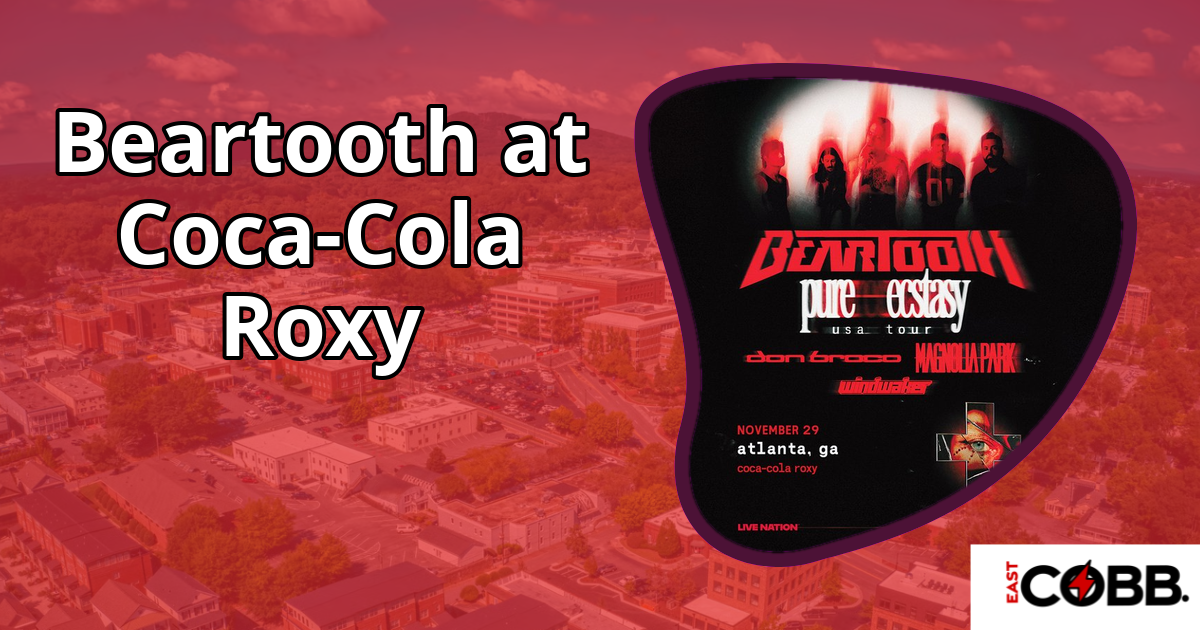 Beartooth at
Coca-Cola
Roxy
BEARTOOTH
pure ecstasy
usa tour
don broco MAGNOLIA PARK
windwaker
NOVEMBER 29
atlanta, ga
coca-cola roxy
LIVE NATION
EAST COBB.